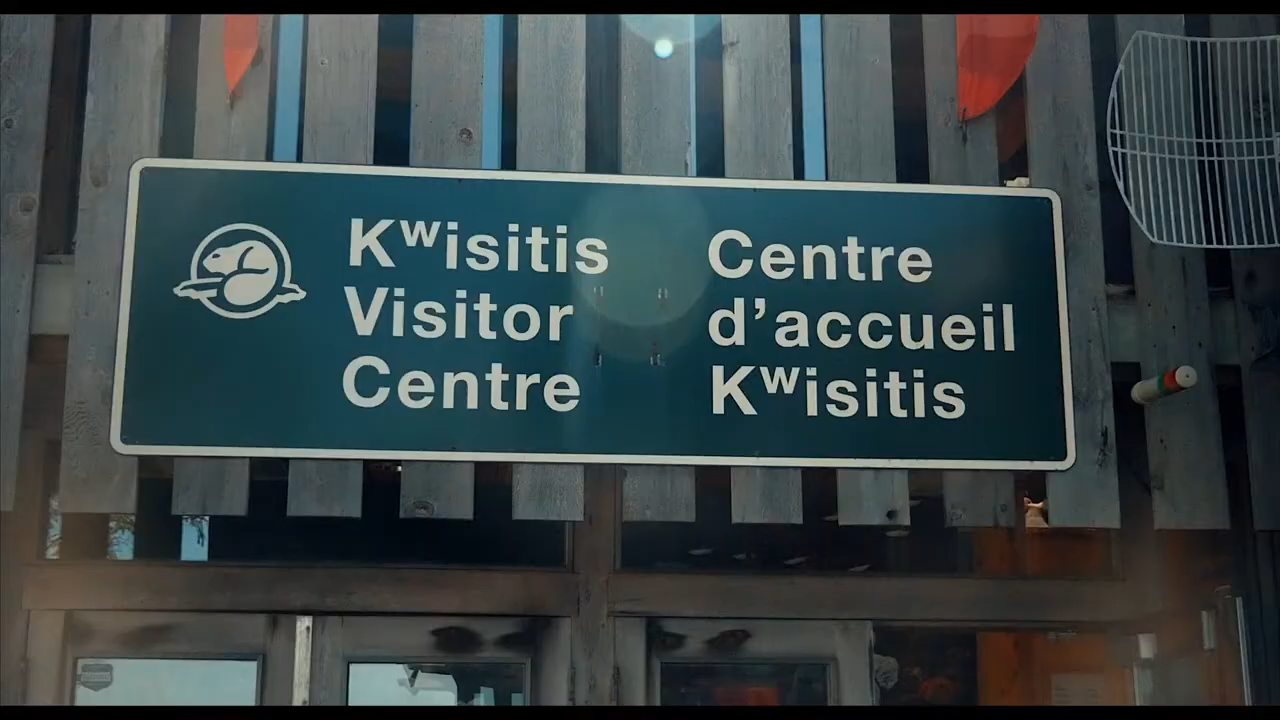 Kʷisitis
Visitor
Centre
Centre
d’accueil
Kʷisitis